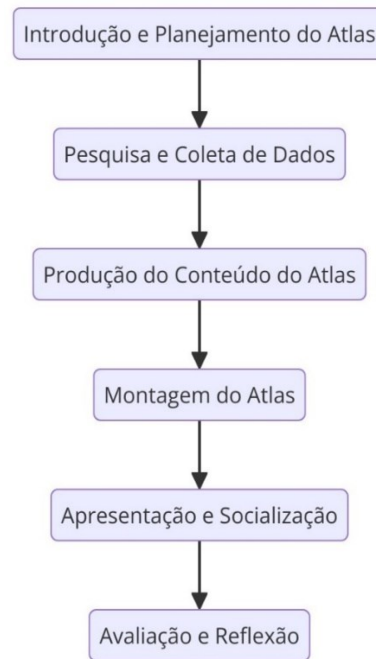 Introdução e Planejamento do Atlas
Pesquisa e Coleta de Dados
Produção do Conteúdo do Atlas
Montagem do Atlas
Apresentação e Socialização
Avaliação e Reflexão